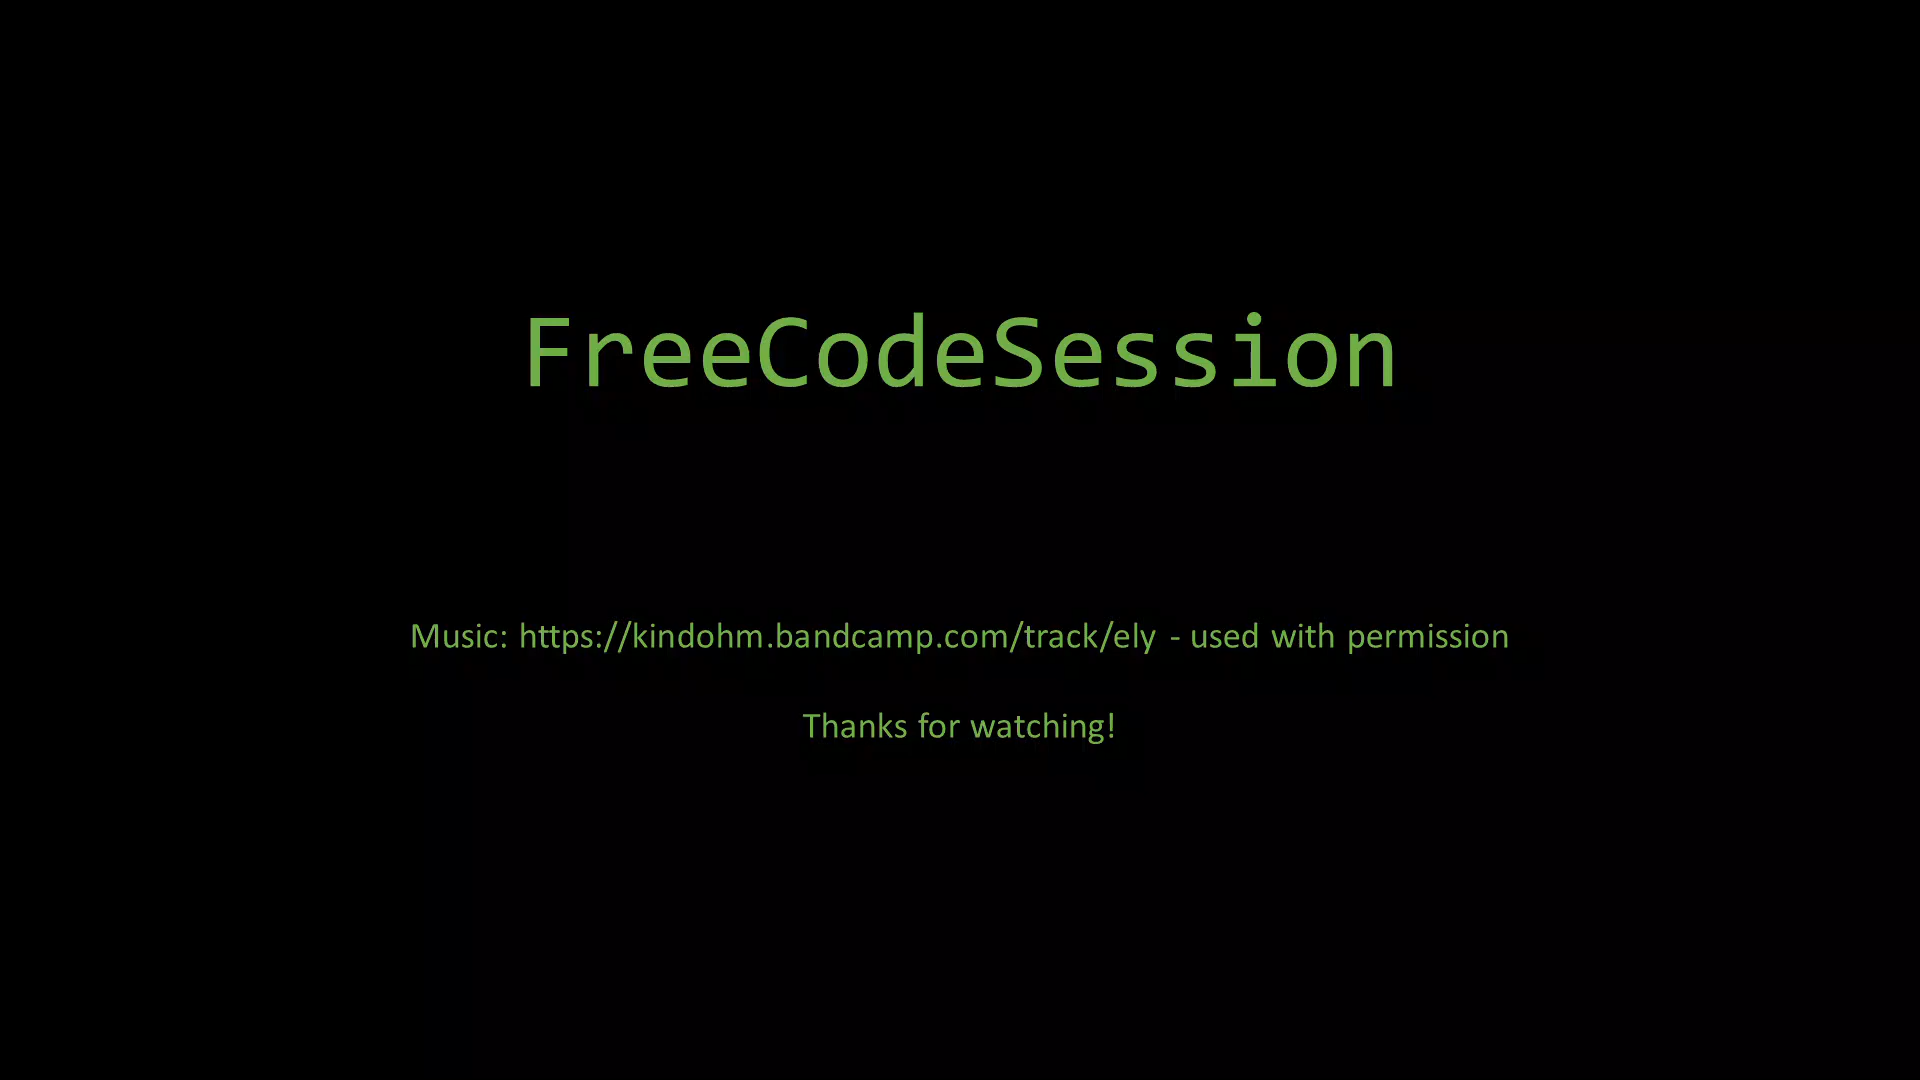 FreeCodeSession
Music: https://kindohm.bandcamp.com/track/ely - used with permission
Thanks for watching!